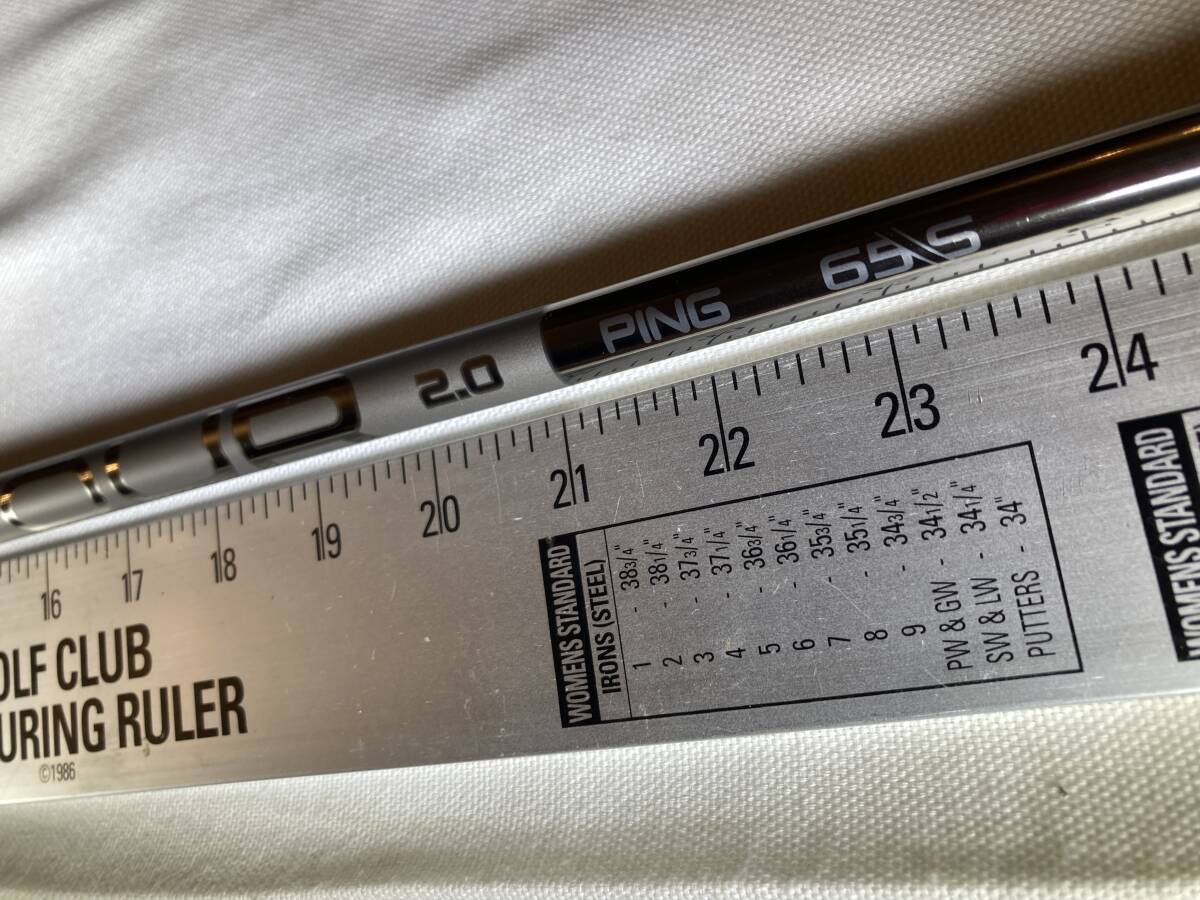 2.0
PING
65\S
16
17
18
19
20
21
22
23
24
OLF CLUB
URING RULER
©1986
WOMENS STANDARD
IRONS (STEEL)
1 - 38 3/4"
2 - 38 1/4"
3 - 37 3/4"
4 - 37 1/4"
5 - 36 3/4"
6 - 36 1/4"
7 - 35 3/4"
8 - 35 1/4"
9 - 34 3/4"
PW & GW - 34 1/2"
SW & LW - 34 1/4"
PUTTERS - 34"
WOMENS STANDARD